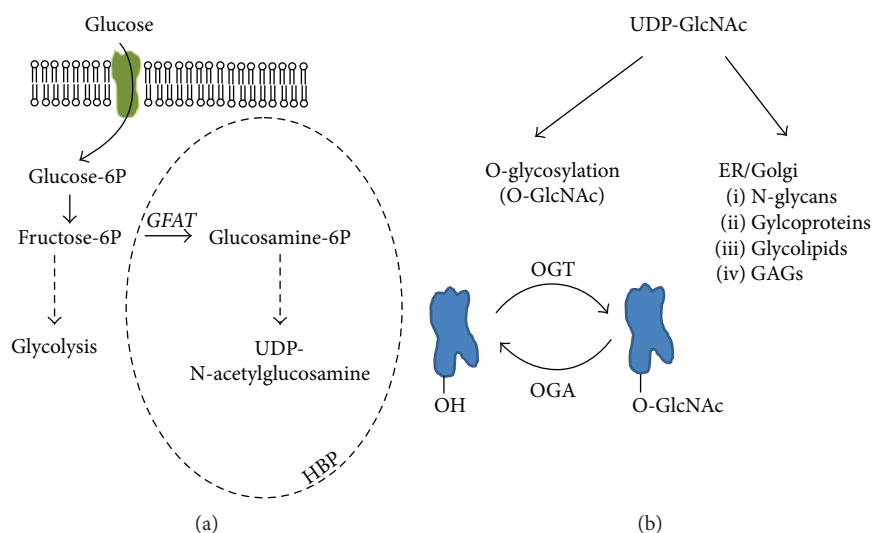 Glucose
Glucose-6P
Fructose-6P
GFAT
Glucosamine-6P
Glycolysis
UDP-
N-acetylglucosamine
HBP
(a)
UDP-GlcNAc
O-glycosylation
(O-GlcNAc)
ER/Golgi
(i) N-glycans
(ii) Gylcoproteins
(iii) Glycolipids
(iv) GAGs
OGT
OGA
OH
O-GlcNAc
(b)